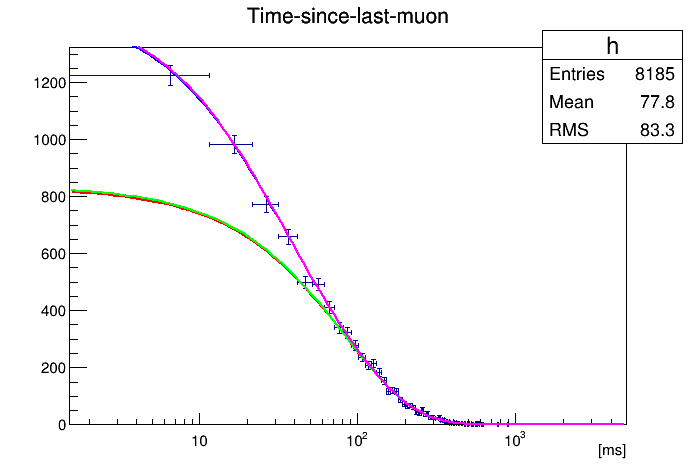 Time-since-last-muon
h
Entries 8185
Mean 77.8
RMS 83.3
1200
1000
800
600
400
200
0
10 10² 10³
[ms]